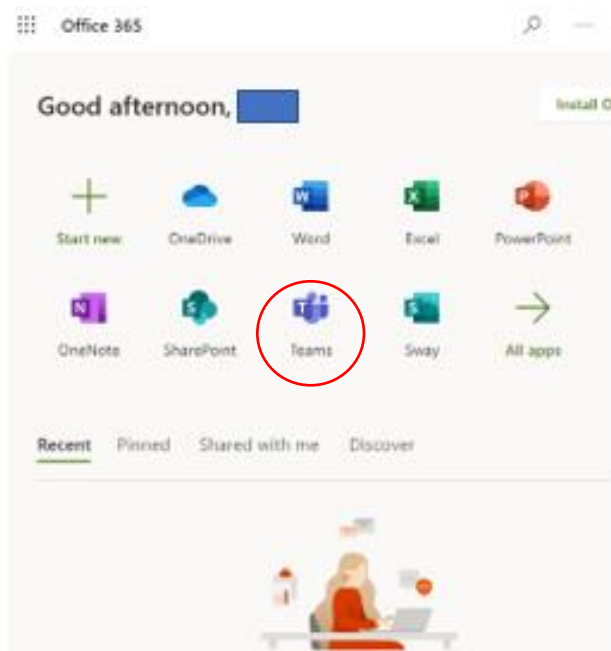 Office 365
Good afternoon,
Install O
Start new OneDrive Word Excel PowerPoint
OneNote SharePoint Teams Sway All apps
Recent Pinned Shared with me Discover